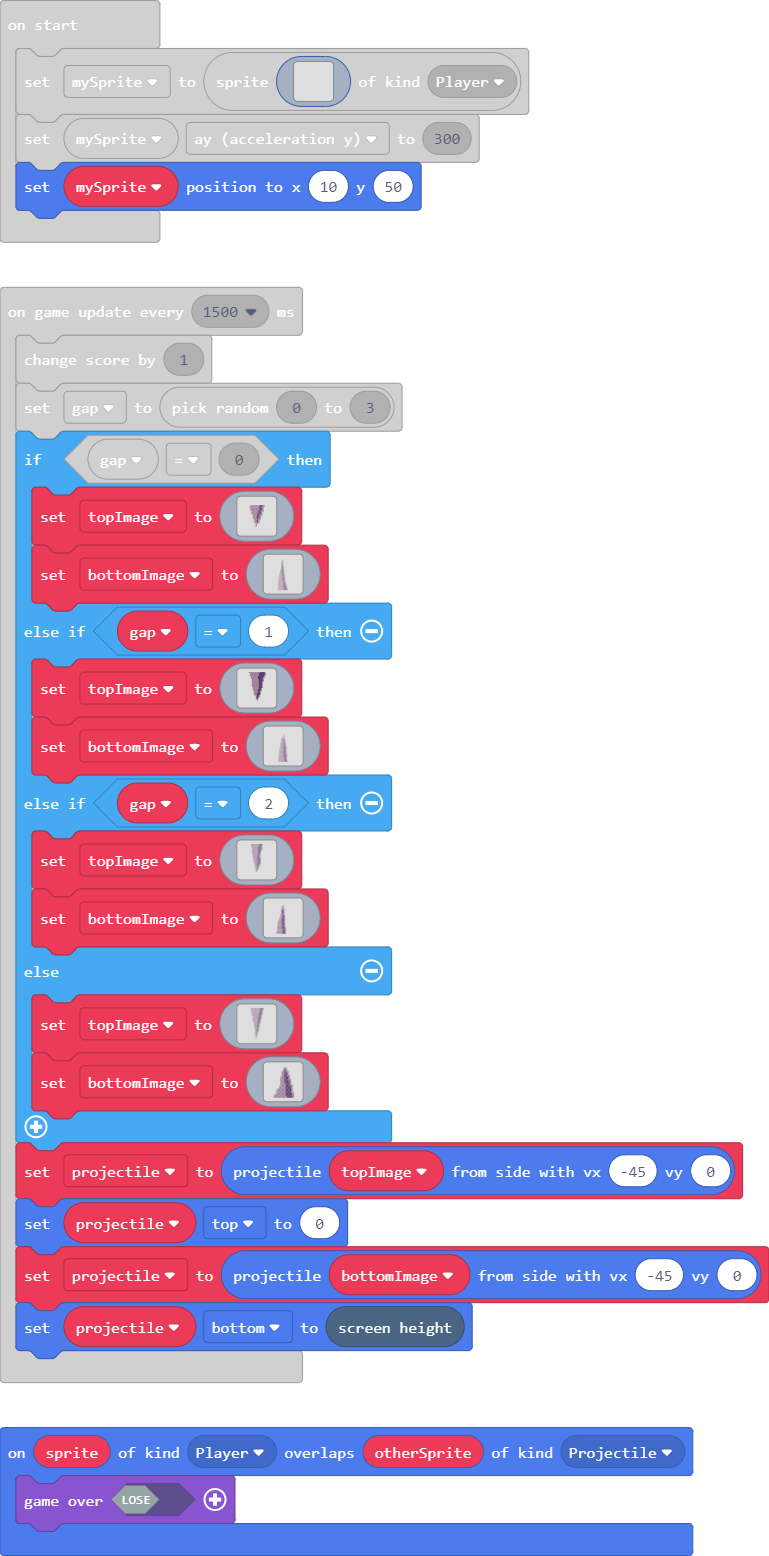 on start
set mySprite to sprite of kind Player
set mySprite ay (acceleration y) to 300
set mySprite position to x 10 y 50
on game update every 1500 ms
change score by 1
set gap to pick random 0 to 3
if gap = 0 then
set topImage to
set bottomImage to
else if gap = 1 then
set topImage to
set bottomImage to
else if gap = 2 then
set topImage to
set bottomImage to
else
set topImage to
set bottomImage to
set projectile to projectile topImage from side with vx -45 vy 0
set projectile top to 0
set projectile to projectile bottomImage from side with vx -45 vy 0
set projectile bottom to screen height
on sprite of kind Player overlaps otherSprite of kind Projectile
game over LOSE